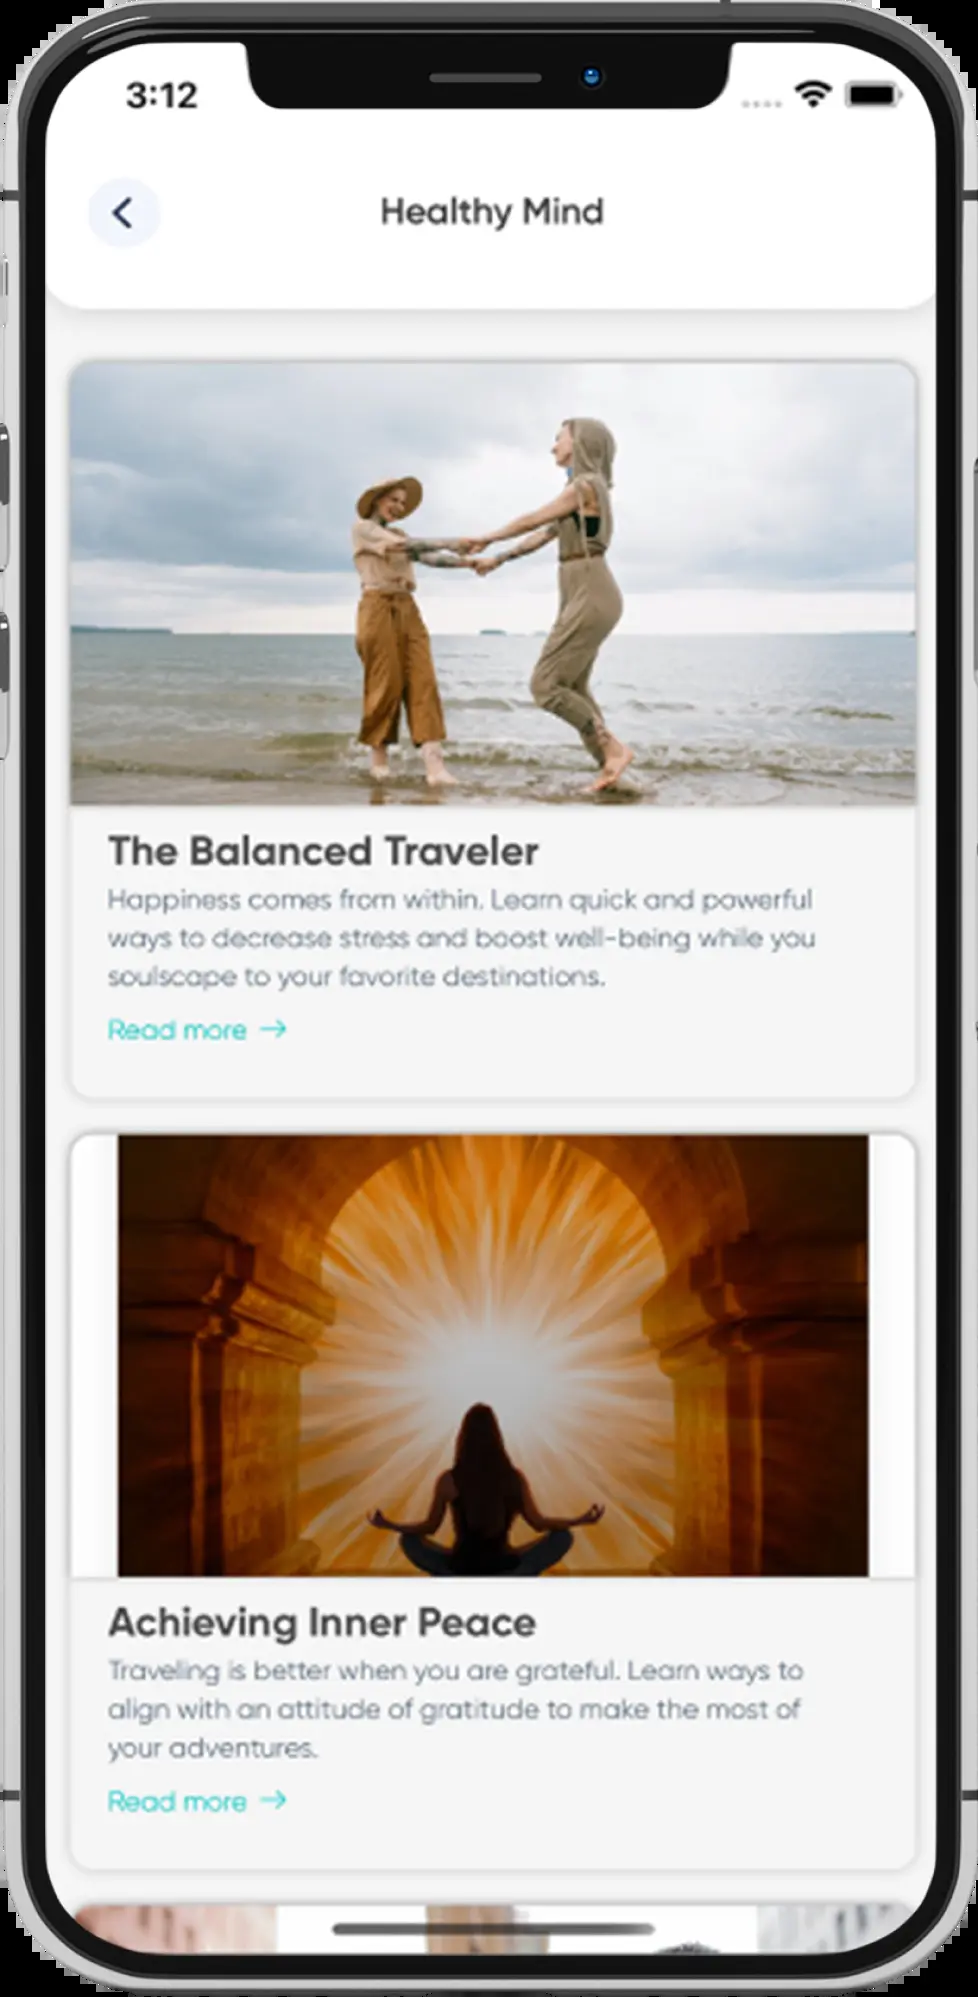 3:12
Healthy Mind
The Balanced Traveler
Happiness comes from within. Learn quick and powerful
ways to decrease stress and boost well-being while you
soulscape to your favorite destinations.
Read more →
Achieving Inner Peace
Traveling is better when you are grateful. Learn ways to
align with an attitude of gratitude to make the most of
your adventures.
Read more →